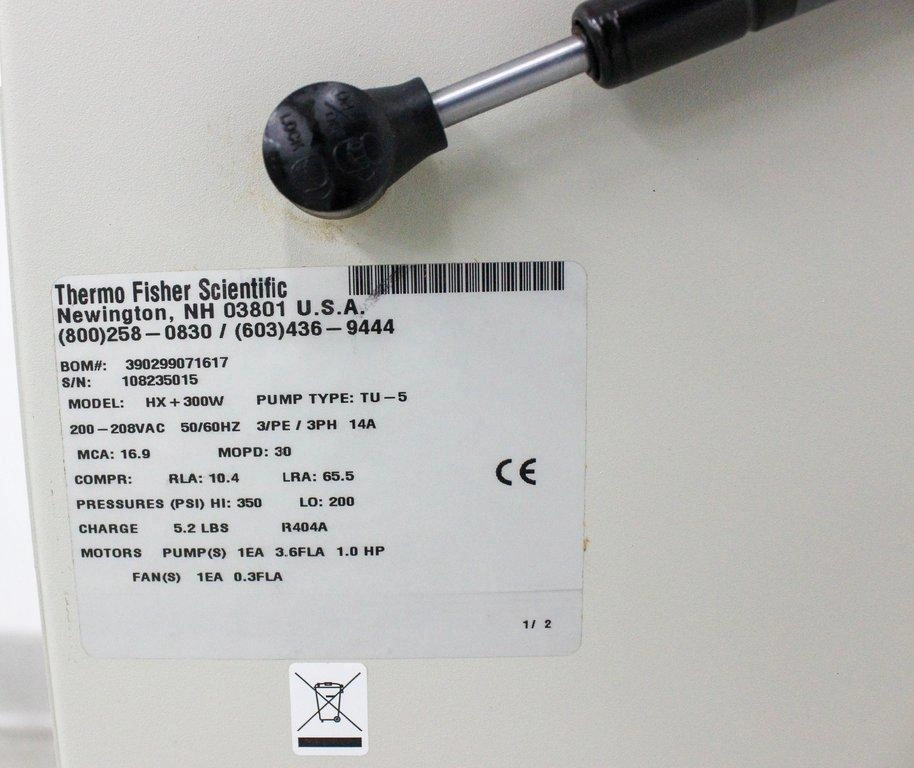 LOCK
Thermo Fisher Scientific
Newington, NH 03801 U.S.A.
(800)258-0830 / (603)436-9444
BOM#: 390299071617
S/N: 108235015
MODEL: HX+300W PUMP TYPE: TU-5
200-208VAC 50/60HZ 3/PE / 3PH 14A
MCA: 16.9 MOPD: 30
COMPR: RLA: 10.4 LRA: 65.5
PRESSURES (PSI) HI: 350 LO: 200
CHARGE 5.2 LBS R404A
MOTORS PUMP(S) 1EA 3.6FLA 1.0 HP
FAN(S) 1EA 0.3FLA
CE
1/ 2